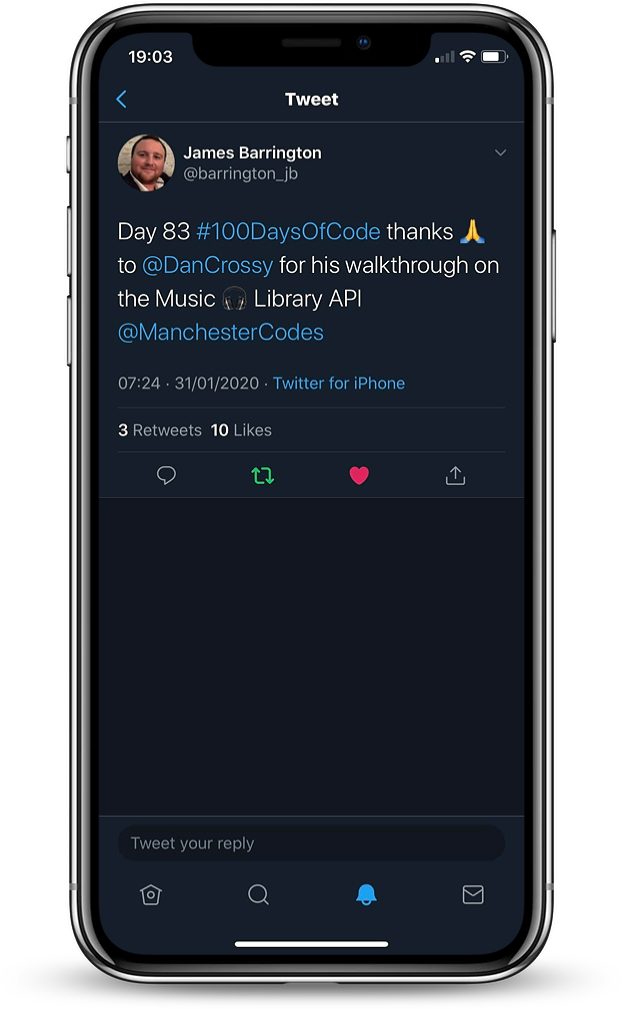 19:03
Tweet
James Barrington
@barrington_jb
Day 83 #100DaysOfCode thanks 🙏
to @DanCrossy for his walkthrough on
the Music 🎧 Library API
@ManchesterCodes
07:24 · 31/01/2020 · Twitter for iPhone
3 Retweets 10 Likes
Tweet your reply